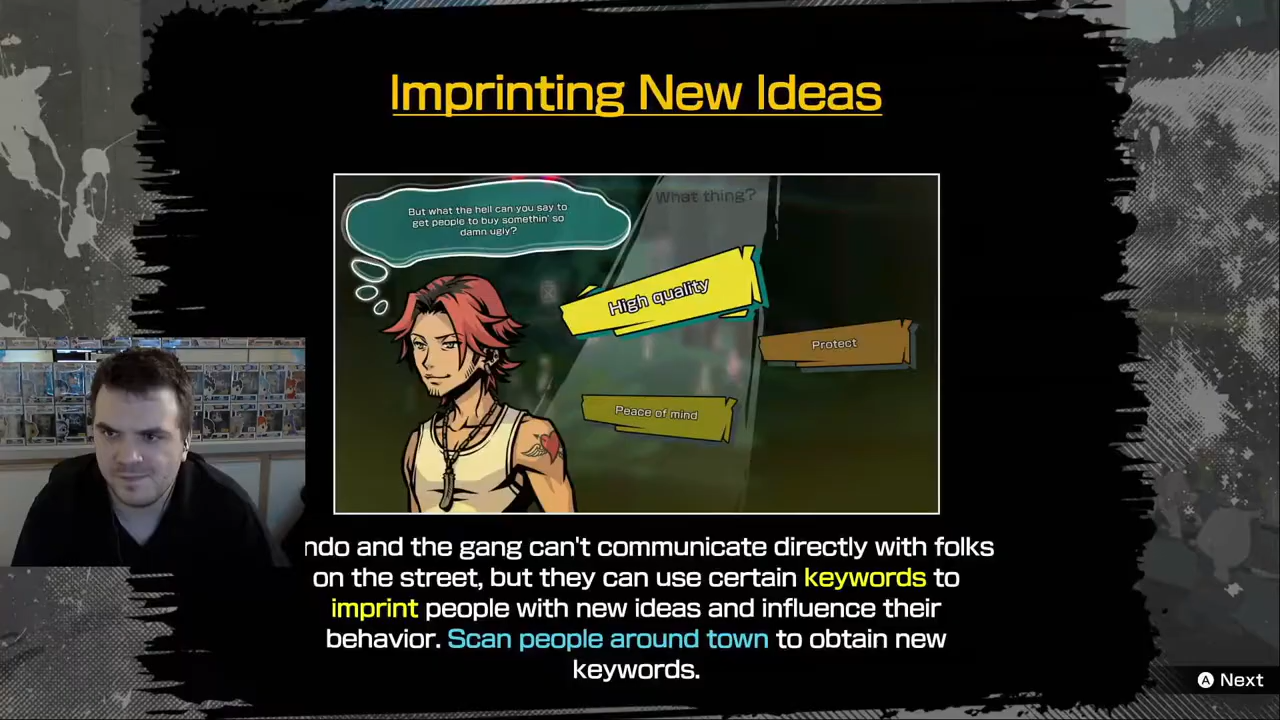 Imprinting New Ideas
But what the hell can you say to
get people to buy somethin' so
damn ugly?
What thing?
High quality
Protect
Peace of mind
ndo and the gang can't communicate directly with folks
on the street, but they can use certain keywords to
imprint people with new ideas and influence their
behavior. Scan people around town to obtain new
keywords.
A Next